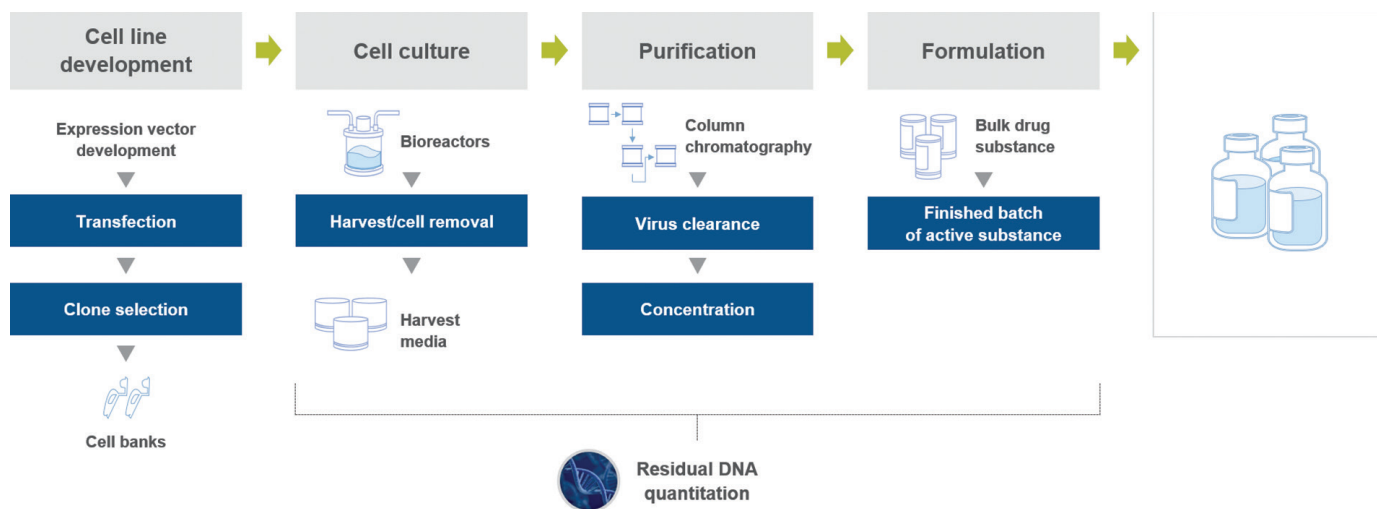 Cell line
development
Cell culture
Purification
Formulation
Expression vector
development
Transfection
Clone selection
Cell banks
Bioreactors
Harvest/cell removal
Harvest
media
Column
chromatography
Virus clearance
Concentration
Bulk drug
substance
Finished batch
of active substance
Residual DNA
quantitation